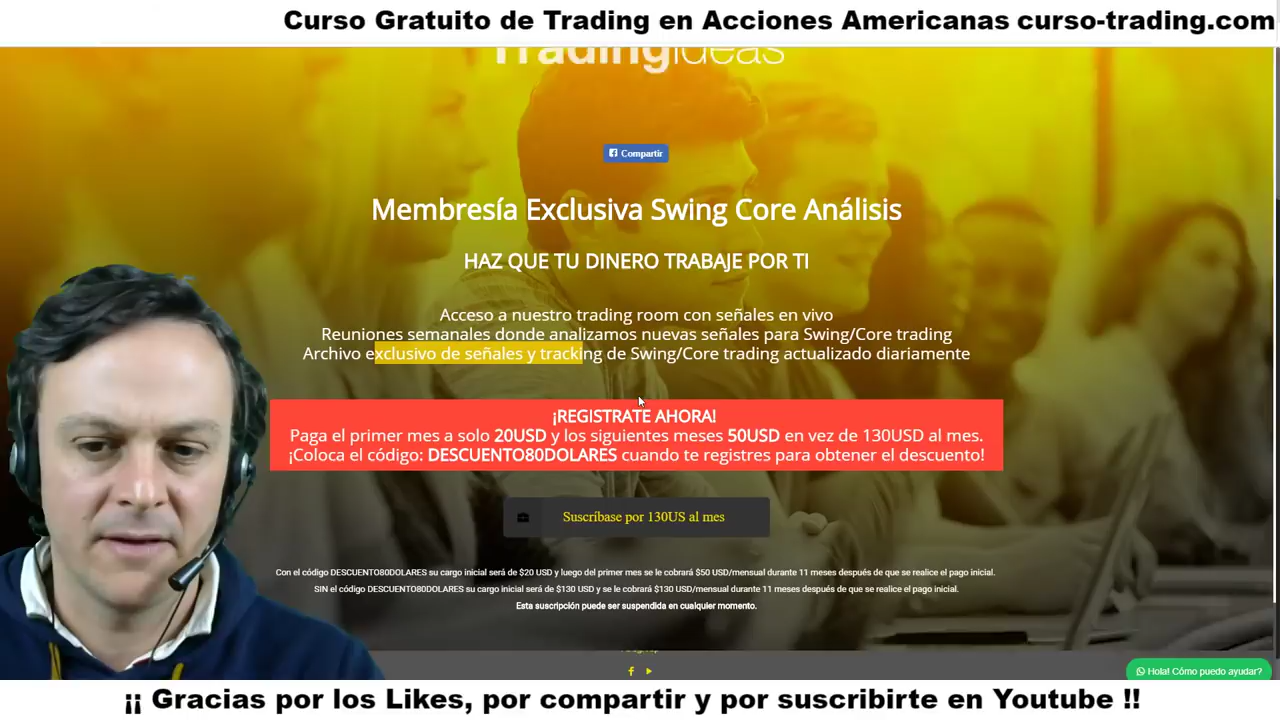 Curso Gratuito de Trading en Acciones Americanas curso-trading.com
TradingIdeas
Compartir
Membresía Exclusiva Swing Core Análisis
HAZ QUE TU DINERO TRABAJE POR TI
Acceso a nuestro trading room con señales en vivo
Reuniones semanales donde analizamos nuevas señales para Swing/Core trading
Archivo exclusivo de señales y tracking de Swing/Core trading actualizado diariamente
¡REGISTRATE AHORA!
Paga el primer mes a solo 20USD y los siguientes meses 50USD en vez de 130USD al mes.
¡Coloca el código: DESCUENTO80DOLARES cuando te registres para obtener el descuento!
Suscríbase por 130US al mes
Con el código DESCUENTO80DOLARES su cargo inicial será de $20 USD y luego del primer mes se le cobrará $50 USD/mensual durante 11 meses después de que se realice el pago inicial.
SIN el código DESCUENTO80DOLARES su cargo inicial será de $130 USD y se le cobrará $130 USD/mensual durante 11 meses después de que se realice el pago inicial.
Esta suscripción puede ser suspendida en cualquier momento.
Hola! Cómo puedo ayudar?
¡¡ Gracias por los Likes, por compartir y por suscribirte en Youtube !!